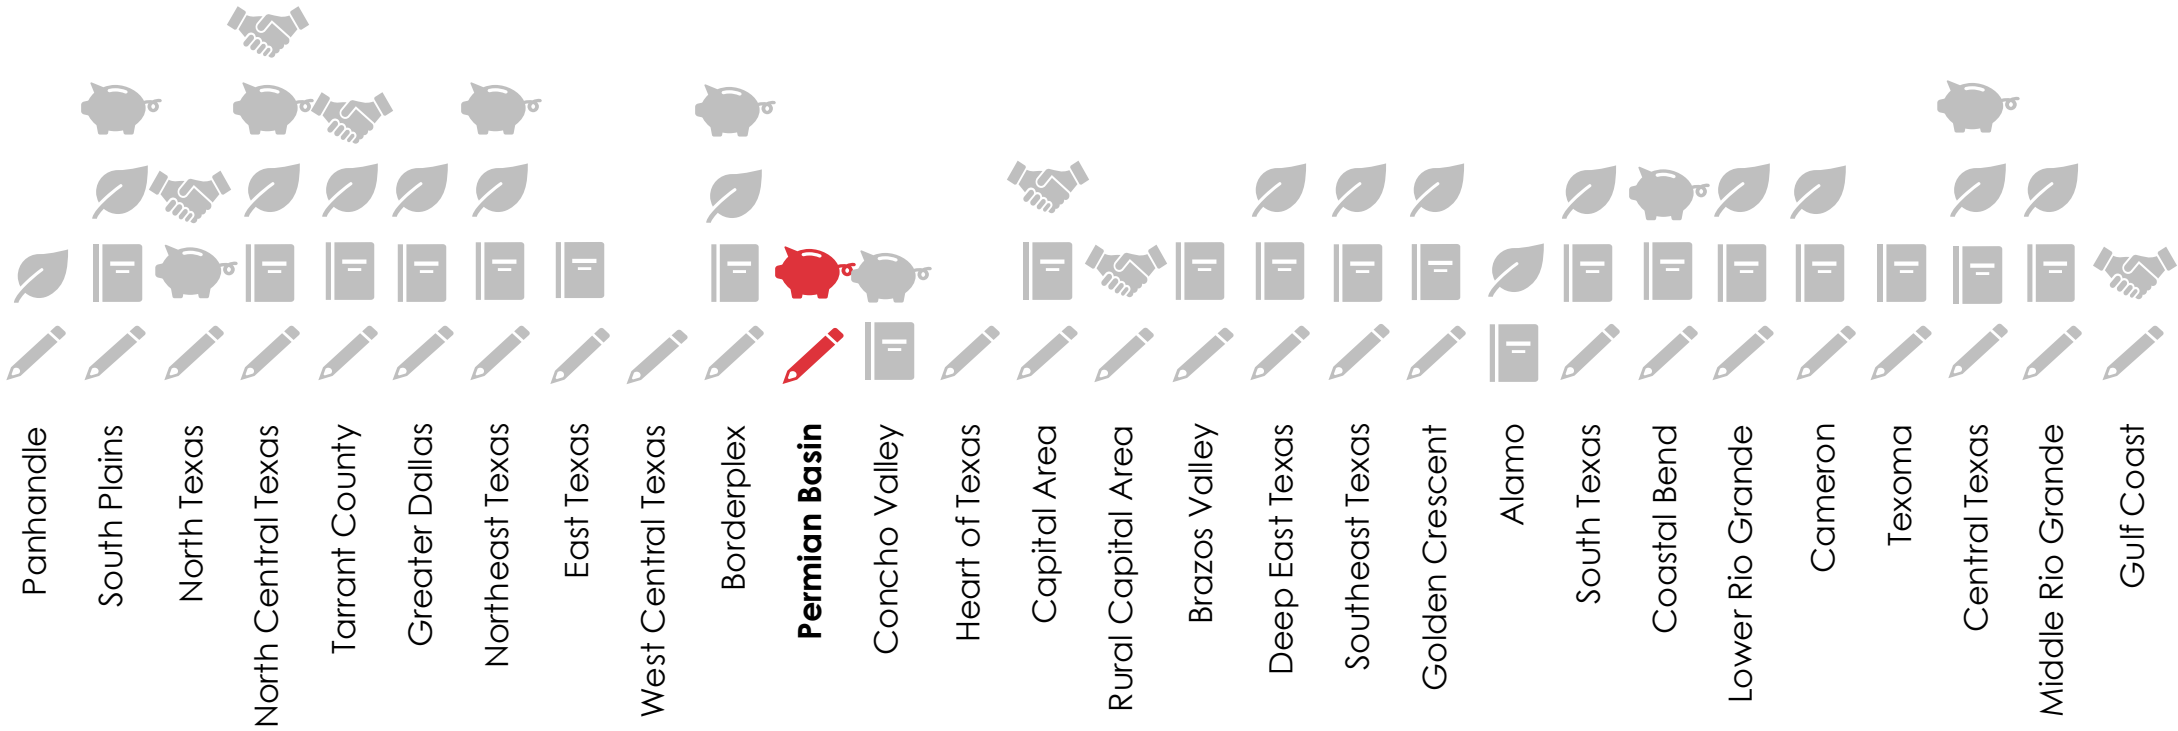 Panhandle
South Plains
North Texas
North Central Texas
Tarrant County
Greater Dallas
Northeast Texas
East Texas
West Central Texas
Borderplex
Permian Basin
Concho Valley
Heart of Texas
Capital Area
Rural Capital Area
Brazos Valley
Deep East Texas
Southeast Texas
Golden Crescent
Alamo
South Texas
Coastal Bend
Lower Rio Grande
Cameron
Texoma
Central Texas
Middle Rio Grande
Gulf Coast